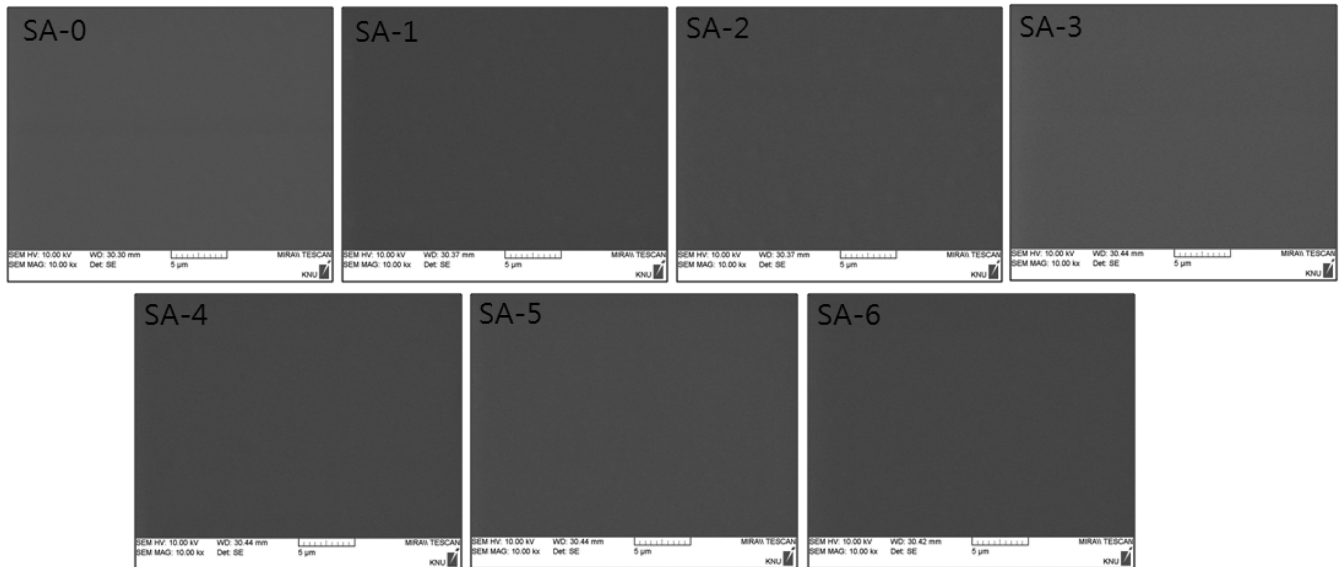 SA-0
SEM HV: 10.00 kV WD: 30.30 mm MIRA\\ TESCAN
SEM MAG: 10.00 kx Det: SE 5 µm
KNU
SA-1
SEM HV: 10.00 kV WD: 30.37 mm MIRA\\ TESCAN
SEM MAG: 10.00 kx Det: SE 5 µm
KNU
SA-2
SEM HV: 10.00 kV WD: 30.37 mm MIRA\\ TESCAN
SEM MAG: 10.00 kx Det: SE 5 µm
KNU
SA-3
SEM HV: 10.00 kV WD: 30.44 mm MIRA\\ TESCAN
SEM MAG: 10.00 kx Det: SE 5 µm
KNU
SA-4
SEM HV: 10.00 kV WD: 30.44 mm MIRA\\ TESCAN
SEM MAG: 10.00 kx Det: SE 5 µm
KNU
SA-5
SEM HV: 10.00 kV WD: 30.44 mm MIRA\\ TESCAN
SEM MAG: 10.00 kx Det: SE 5 µm
KNU
SA-6
SEM HV: 10.00 kV WD: 30.42 mm MIRA\\ TESCAN
SEM MAG: 10.00 kx Det: SE 5 µm
KNU